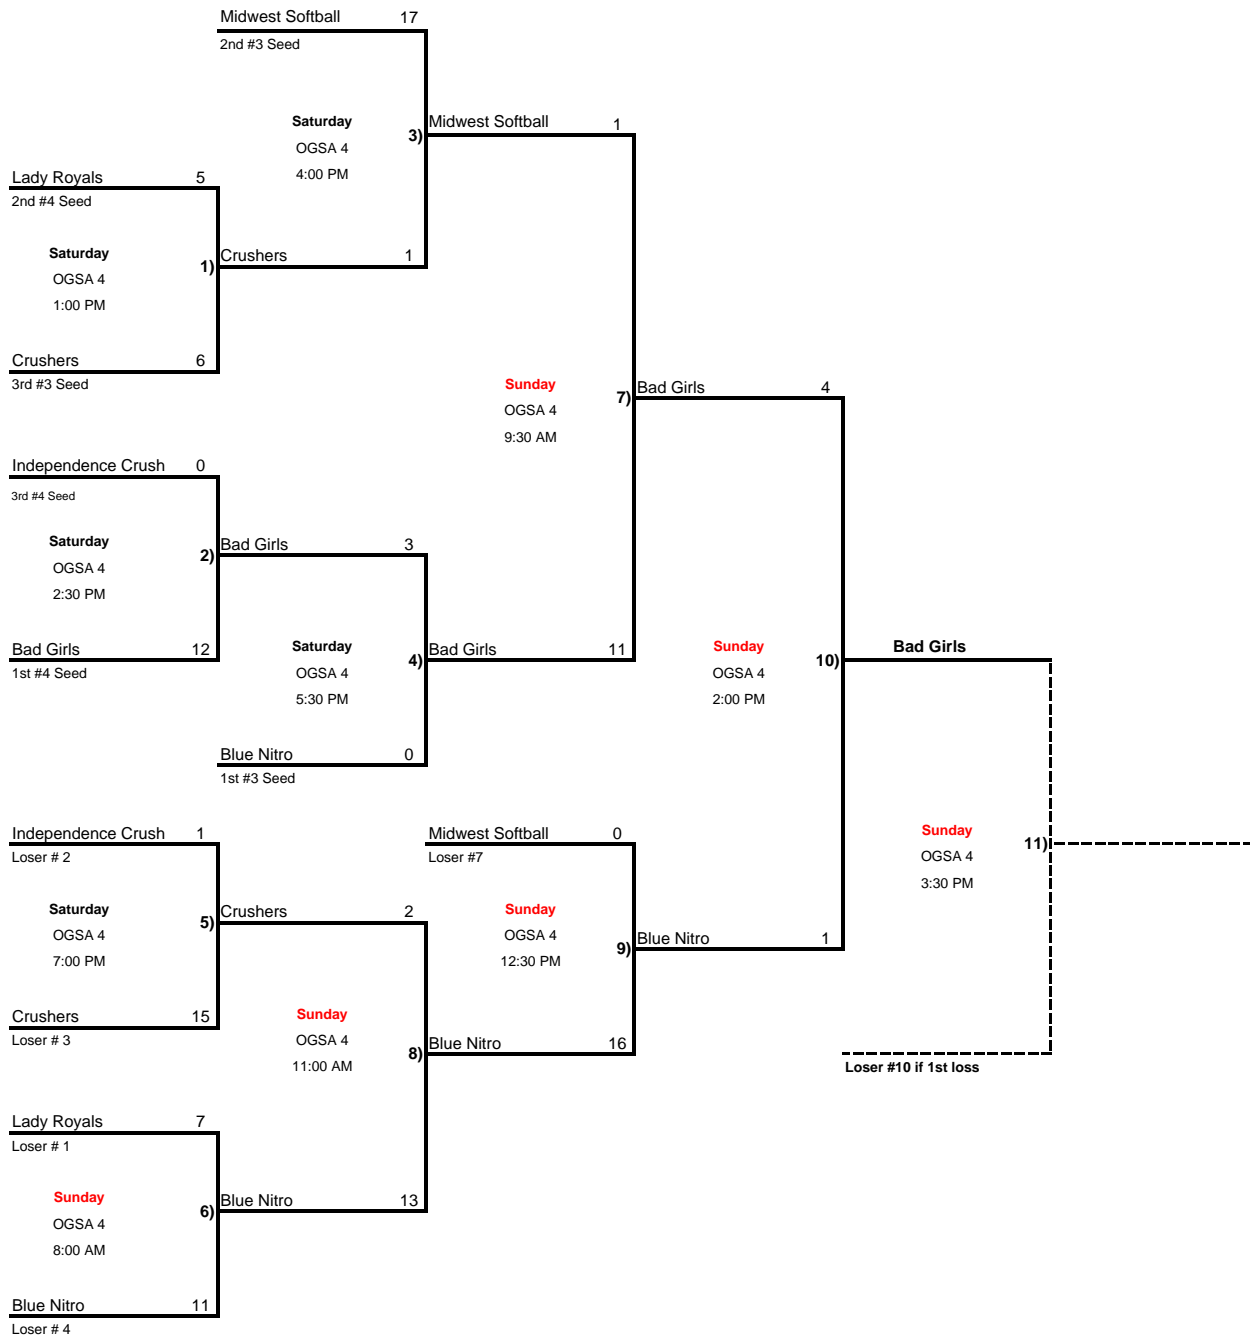 Midwest Softball 17
2nd #3 Seed
Saturday
OGSA 4
4:00 PM
3)
Midwest Softball 1
Lady Royals 5
2nd #4 Seed
Saturday
OGSA 4
1:00 PM
1)
Crushers 1
Crushers 6
3rd #3 Seed
Sunday
OGSA 4
9:30 AM
7)
Bad Girls 4
Independence Crush 0
3rd #4 Seed
Saturday
OGSA 4
2:30 PM
2)
Bad Girls 3
Bad Girls 12
1st #4 Seed
Saturday
OGSA 4
5:30 PM
4)
Bad Girls 11
Sunday
OGSA 4
2:00 PM
10)
Bad Girls
Blue Nitro 0
1st #3 Seed
Independence Crush 1
Loser # 2
Midwest Softball 0
Loser #7
Sunday
OGSA 4
3:30 PM
11)
Saturday
OGSA 4
7:00 PM
5)
Crushers 2
Sunday
OGSA 4
12:30 PM
9)
Blue Nitro 1
Crushers 15
Loser # 3
Sunday
OGSA 4
11:00 AM
8)
Blue Nitro 16
Loser #10 if 1st loss
Lady Royals 7
Loser # 1
Sunday
OGSA 4
8:00 AM
6)
Blue Nitro 13
Blue Nitro 11
Loser # 4